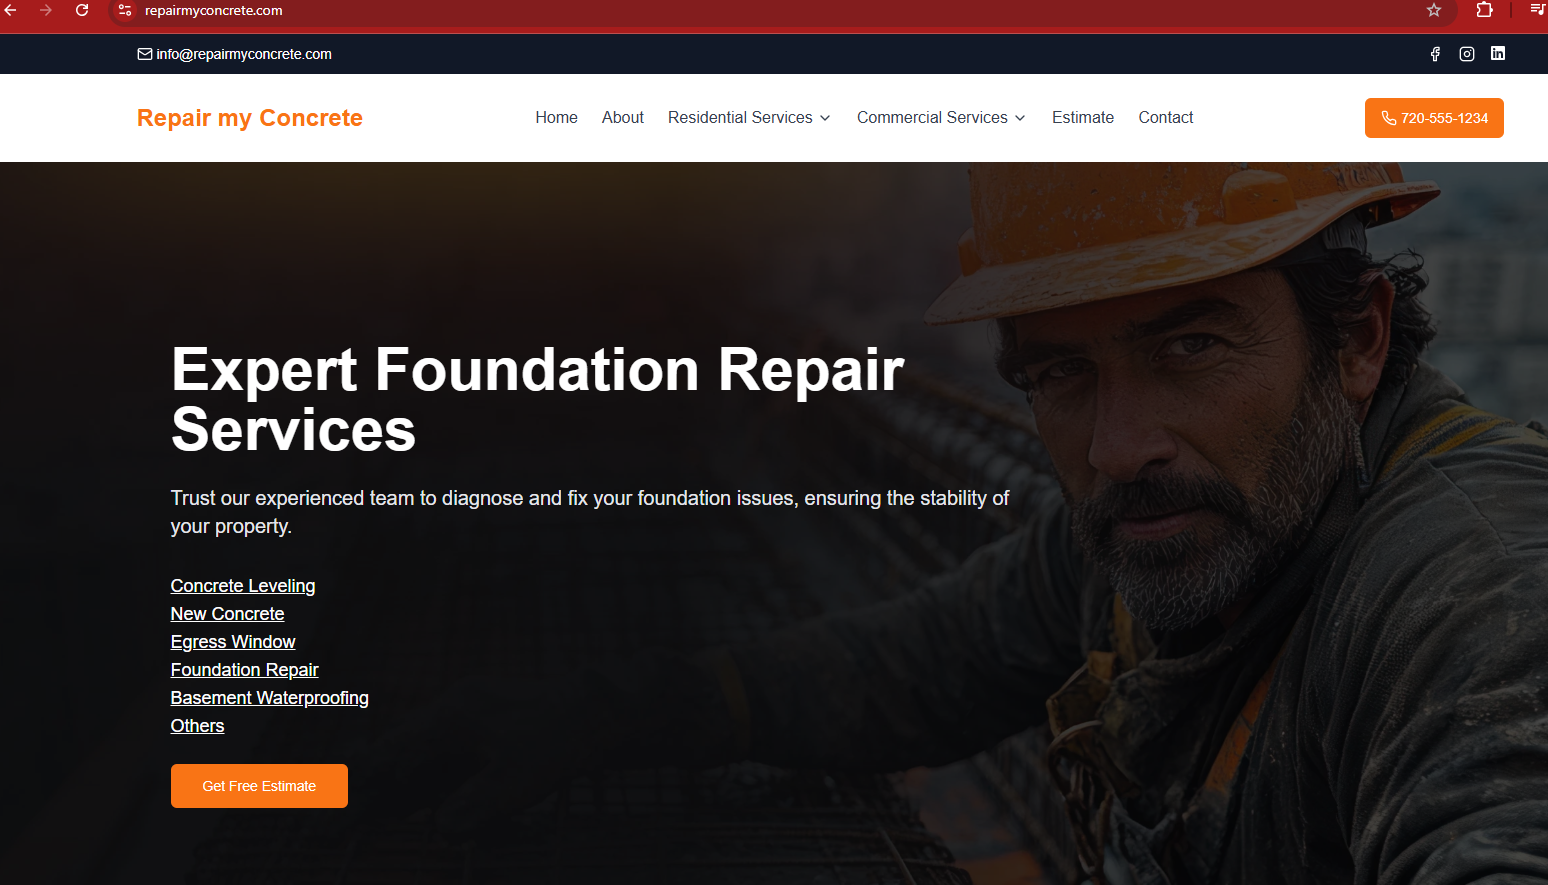 repairmyconcrete.com
info@repairmyconcrete.com
Repair my Concrete
Home About Residential Services Commercial Services Estimate Contact
720-555-1234
Expert Foundation Repair
Services
Trust our experienced team to diagnose and fix your foundation issues, ensuring the stability of
your property.
Concrete Leveling
New Concrete
Egress Window
Foundation Repair
Basement Waterproofing
Others
Get Free Estimate